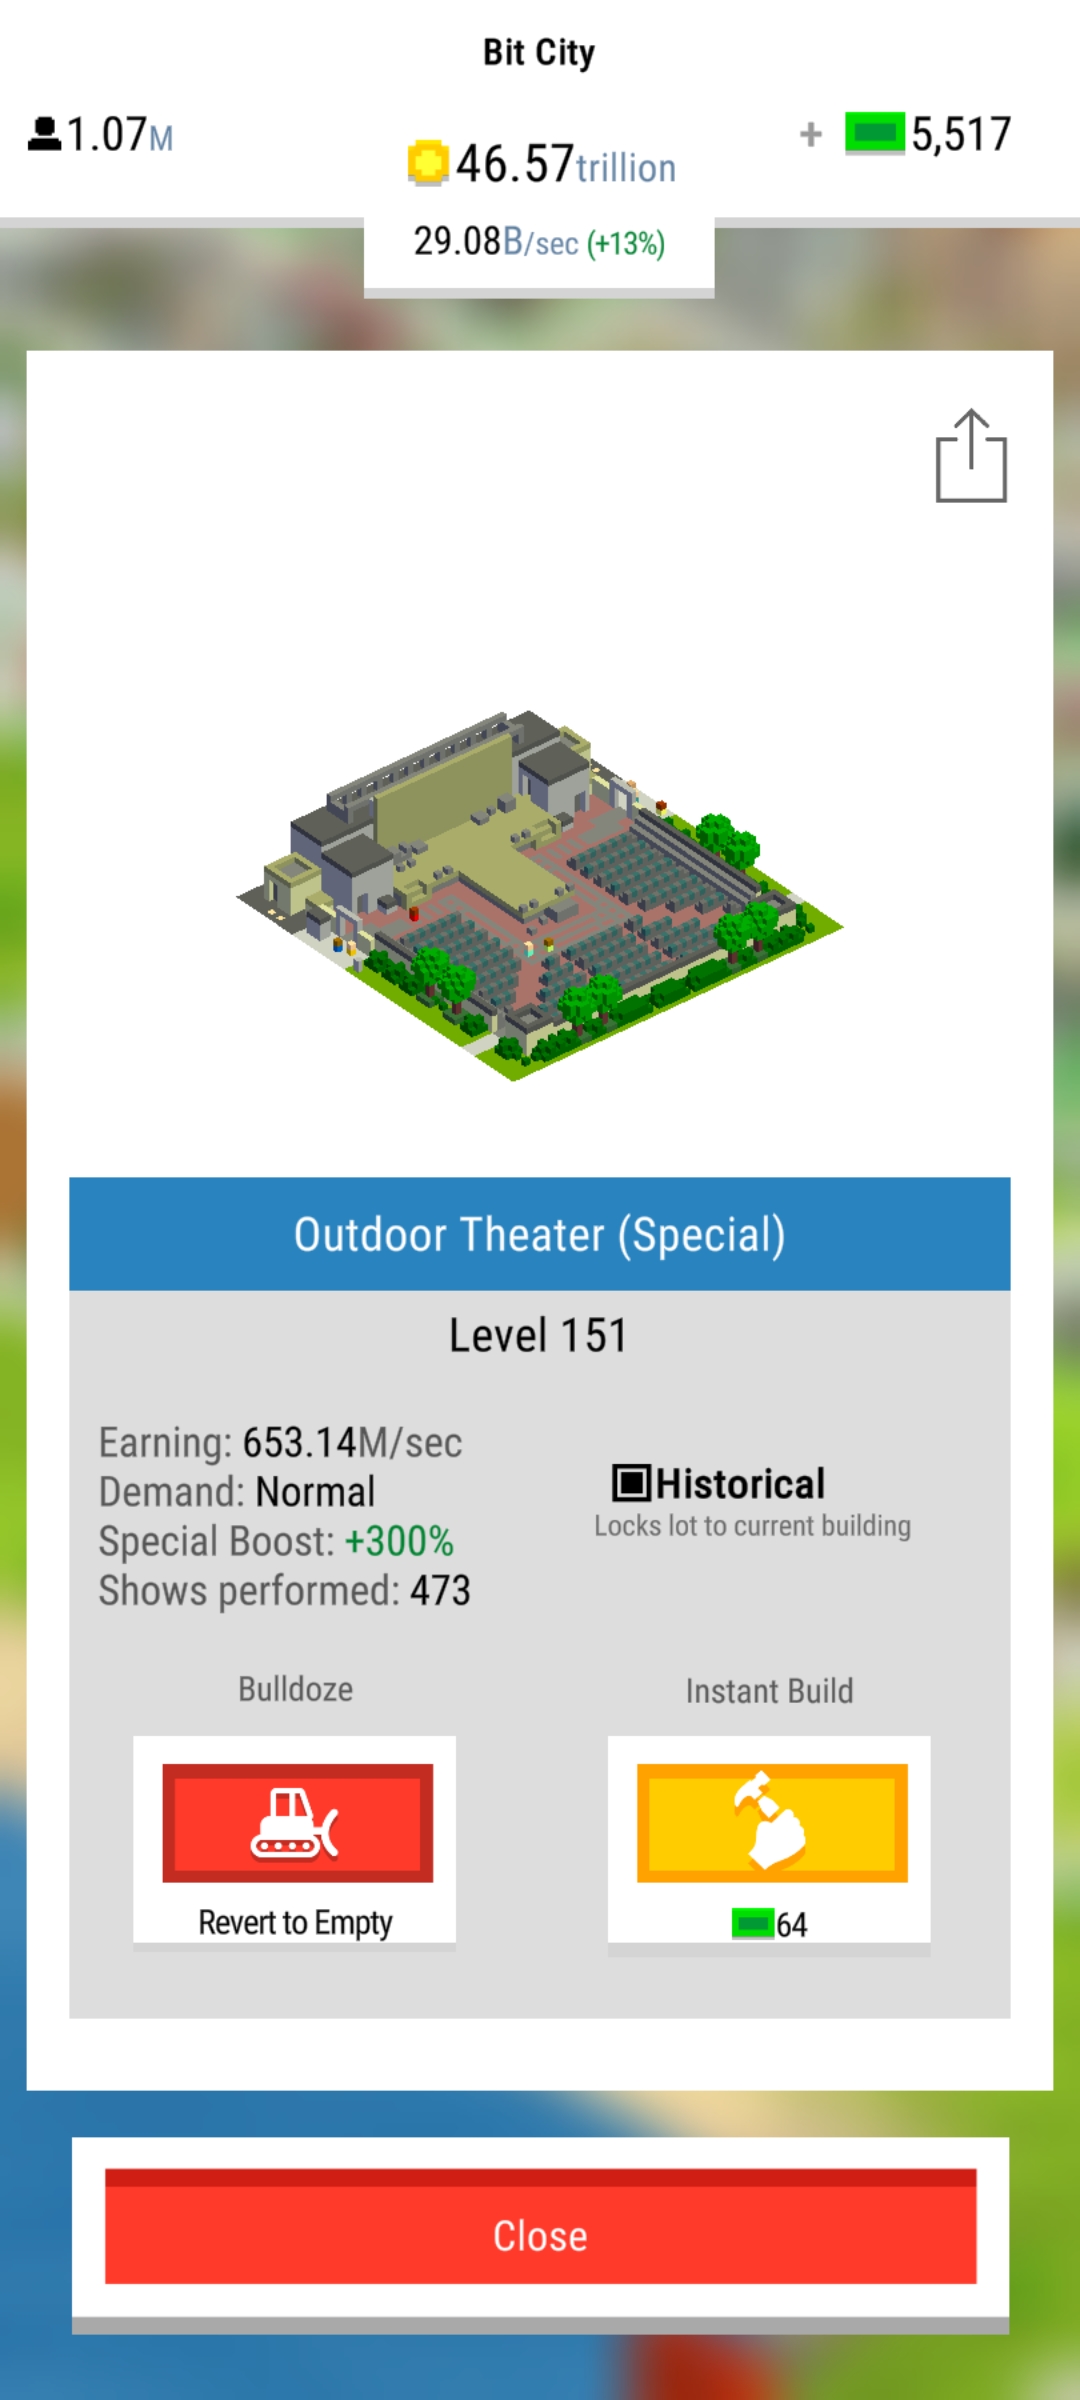 Bit City
1.07M
46.57trillion
+ 5,517
29.08B/sec (+13%)
Outdoor Theater (Special)
Level 151
Earning: 653.14M/sec
Demand: Normal
Special Boost: +300%
Shows performed: 473
Historical
Locks lot to current building
Bulldoze
Instant Build
Revert to Empty
64
Close